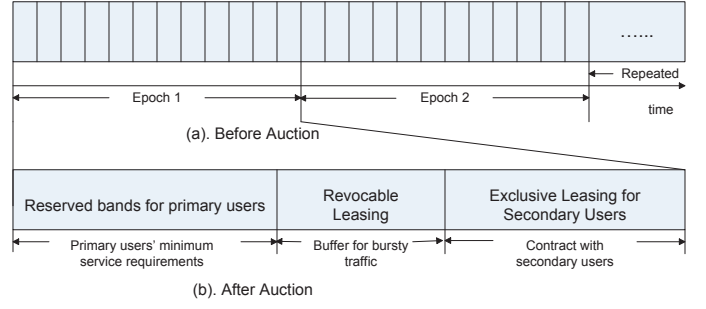 ......
Repeated
Epoch 1
Epoch 2
time
(a). Before Auction
Reserved bands for primary users
Revocable
Leasing
Exclusive Leasing for
Secondary Users
Primary users' minimum
service requirements
Buffer for bursty
traffic
Contract with
secondary users
(b). After Auction